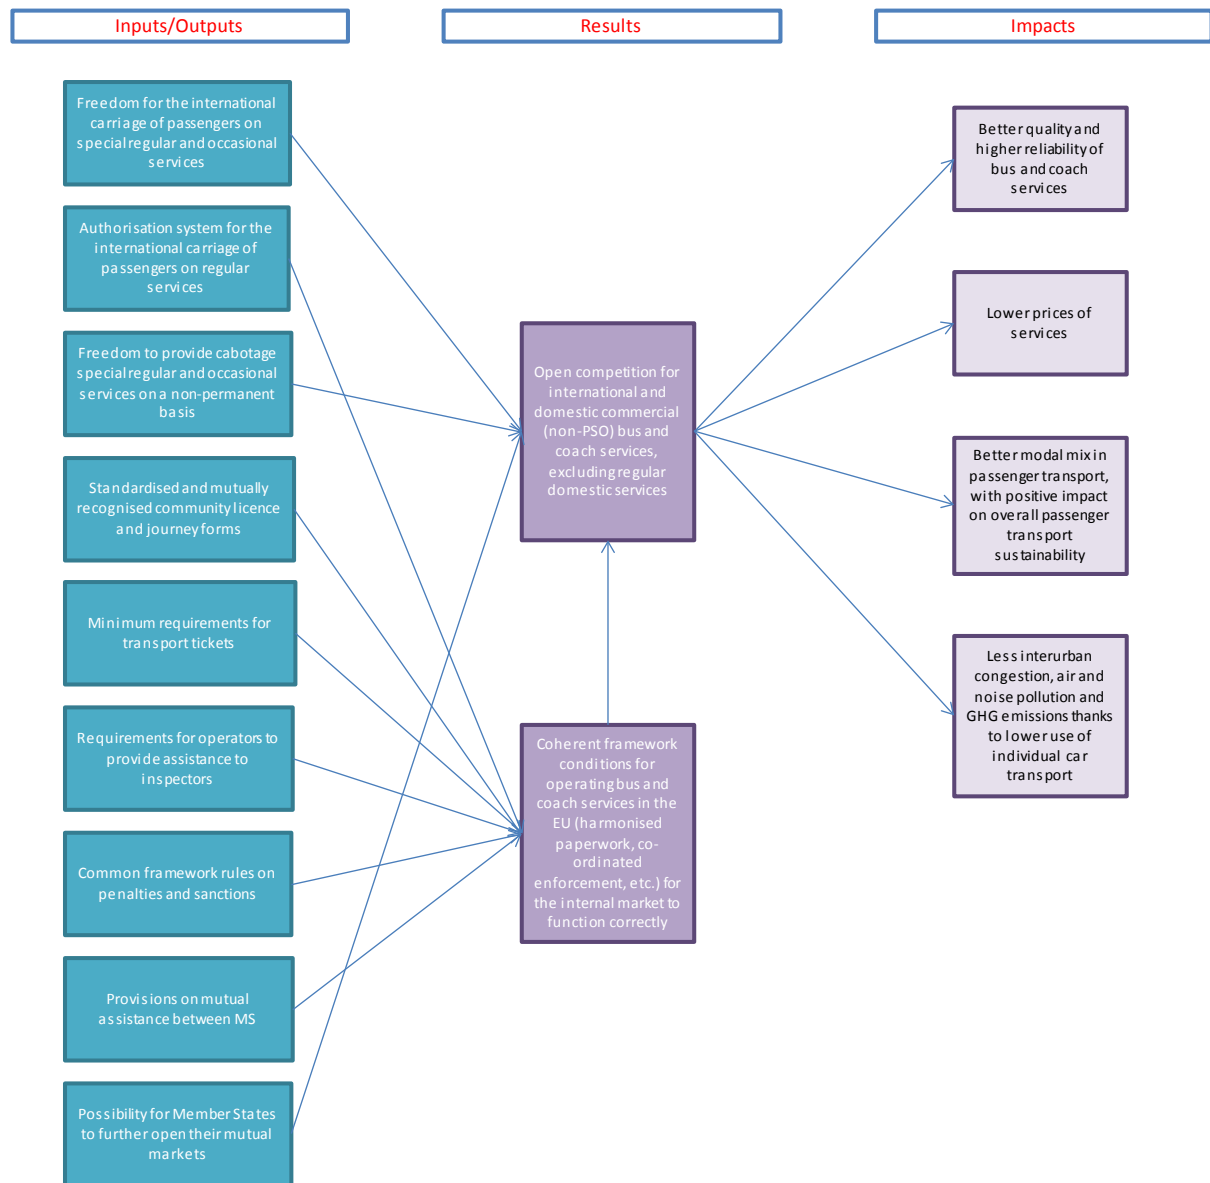 Inputs/Outputs
Results
Impacts
Freedom for the international
carriage of passengers on
special regular and occasional
services
Authorisation system for the
international carriage of
passengers on regular
services
Freedom to provide cabotage
special regular and occasional
services on a non-permanent
basis
Standardised and mutually
recognised community licence
and journey forms
Minimum requirements for
transport tickets
Requirements for operators to
provide assistance to
inspectors
Common framework rules on
penalties and sanctions
Provisions on mutual
assistance between MS
Possibility for Member States
to further open their mutual
markets
Open competition for
international and
domestic commercial
(non-PSO) bus and
coach services,
excluding regular
domestic services
Coherent framework
conditions for
operating bus and
coach services in the
EU (harmonised
paperwork, co-
ordinated
enforcement, etc.) for
the internal market to
function correctly
Better quality and
higher reliability of
bus and coach
services
Lower prices of
services
Better modal mix in
passenger transport,
with positive impact
on overall passenger
transport
sustainability
Less interurban
congestion, air and
noise pollution and
GHG emissions thanks
to lower use of
individual car
transport